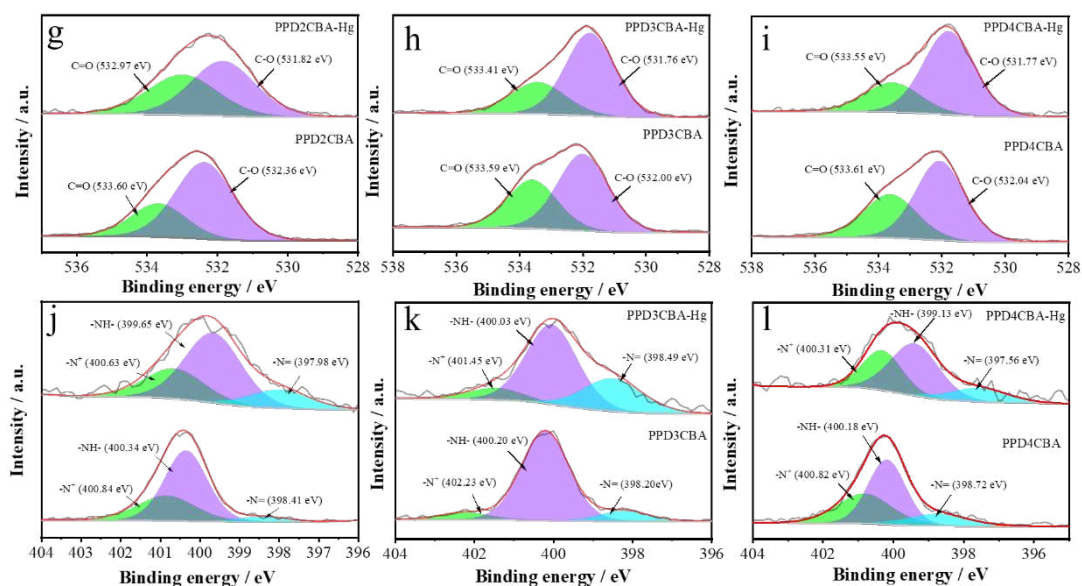 g
PPD2CBA-Hg
C=O (532.97 eV)
C-O (531.82 eV)
PPD2CBA
C=O (533.60 eV)
C-O (532.36 eV)
Intensity / a.u.
536 534 532 530 528
Binding energy / eV
h
PPD3CBA-Hg
C=O (533.41 eV)
C-O (531.76 eV)
PPD3CBA
C=O (533.59 eV)
C-O (532.00 eV)
Intensity / a.u.
538 536 534 532 530 528
Binding energy / eV
i
PPD4CBA-Hg
C=O (533.55 eV)
C-O (531.77 eV)
PPD4CBA
C=O (533.61 eV)
C-O (532.04 eV)
Intensity / a.u.
538 536 534 532 530 528
Binding energy / eV
j
-NH- (399.65 eV)
-N⁺ (400.63 eV)
-N= (397.98 eV)
-NH- (400.34 eV)
-N⁺ (400.84 eV)
-N= (398.41 eV)
Intensity / a.u.
404 403 402 401 400 399 398 397 396
Binding energy / eV
k
PPD3CBA-Hg
-NH- (400.03 eV)
-N⁺ (401.45 eV)
-N= (398.49 eV)
PPD3CBA
-NH- (400.20 eV)
-N⁺ (402.23 eV)
-N= (398.20 eV)
Intensity / a.u.
404 402 400 398 396
Binding energy / eV
l
PPD4CBA-Hg
-NH- (399.13 eV)
-N⁺ (400.31 eV)
-N= (397.56 eV)
PPD4CBA
-NH- (400.18 eV)
-N⁺ (400.82 eV)
-N= (398.72 eV)
Intensity / a.u.
404 402 400 398 396
Binding energy / eV